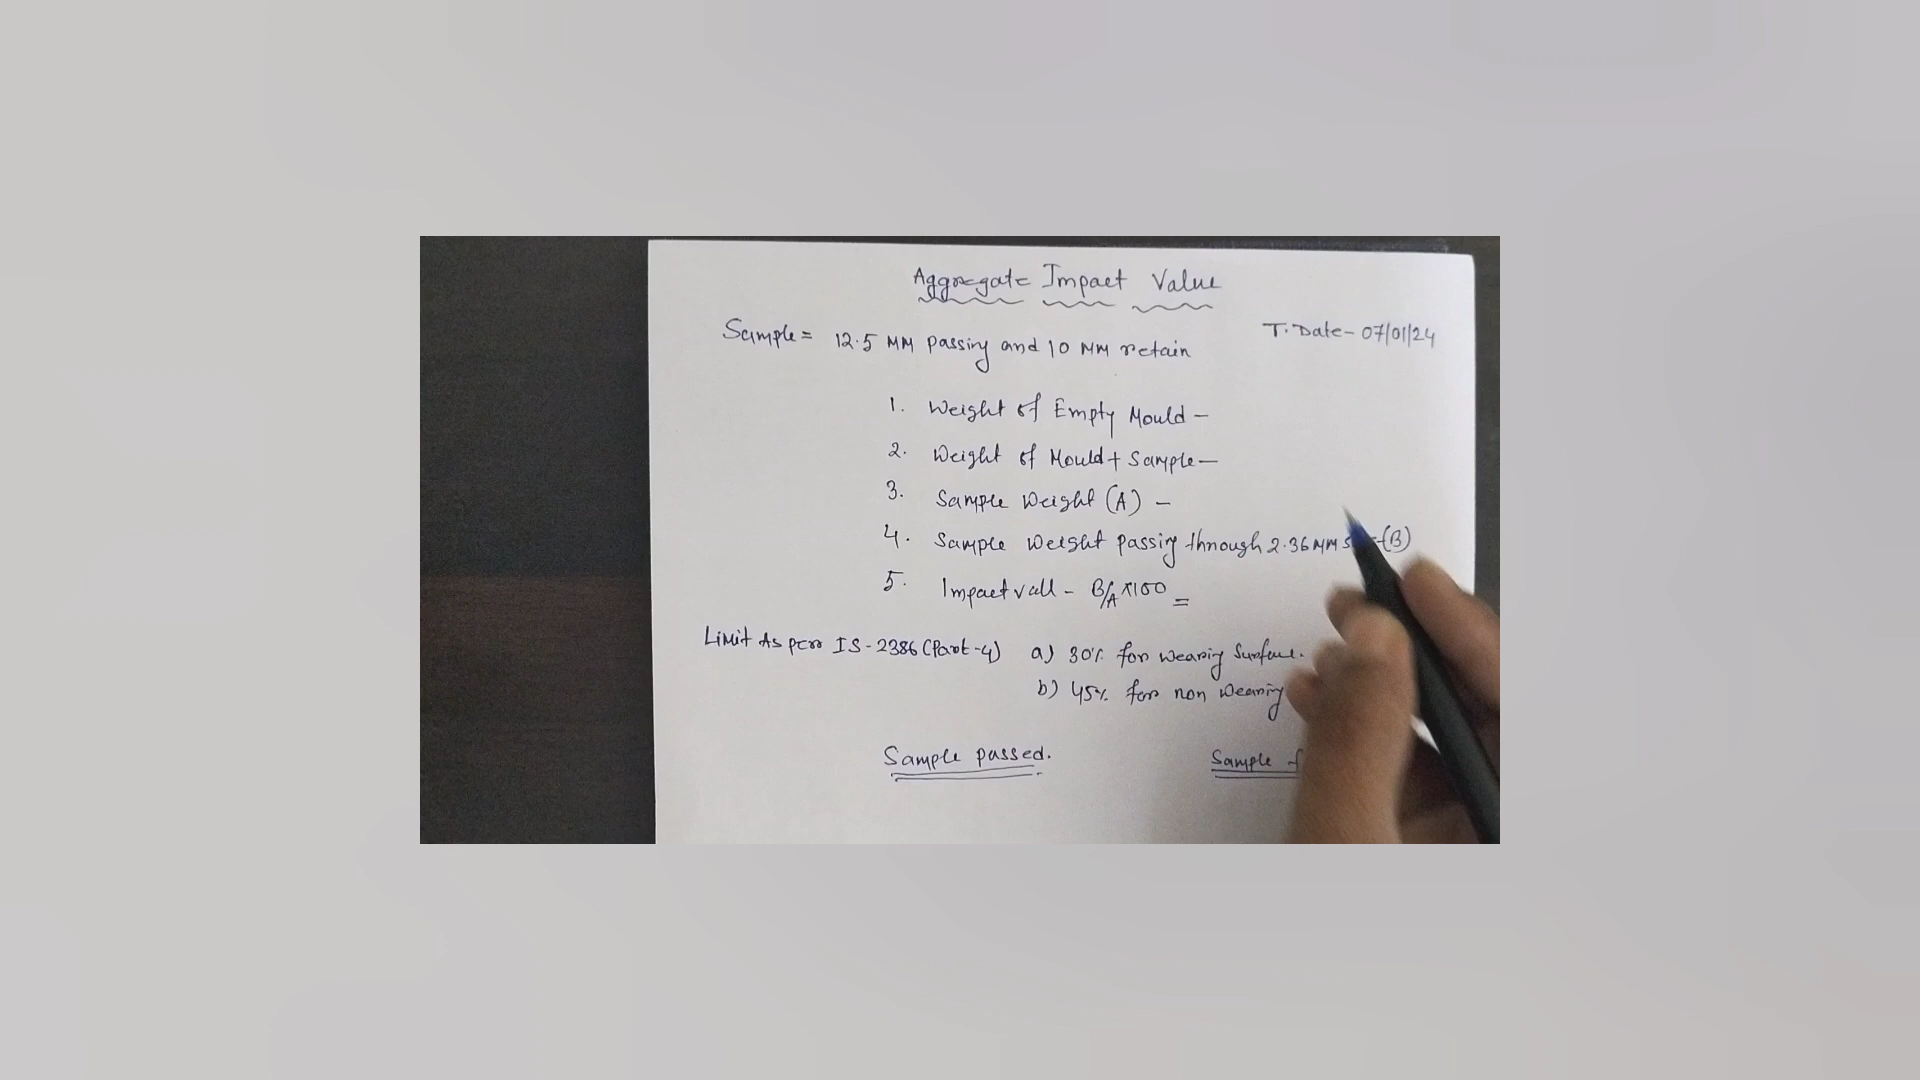 Aggregate Impact Value
Sample = 12.5 MM passing and 10 MM retain
T. Date - 07/01/24
1. Weight of Empty Mould -
2. Weight of Mould + Sample -
3. Sample Weight (A) -
4. Sample Weight passing through 2.36 MM - (B)
5. Impact vall - B/A x 100 =
Limit As per IS - 2386 (Part - 4) a) 30% for wearing Surface.
b) 45% for non wearing
Sample passed.
Sample